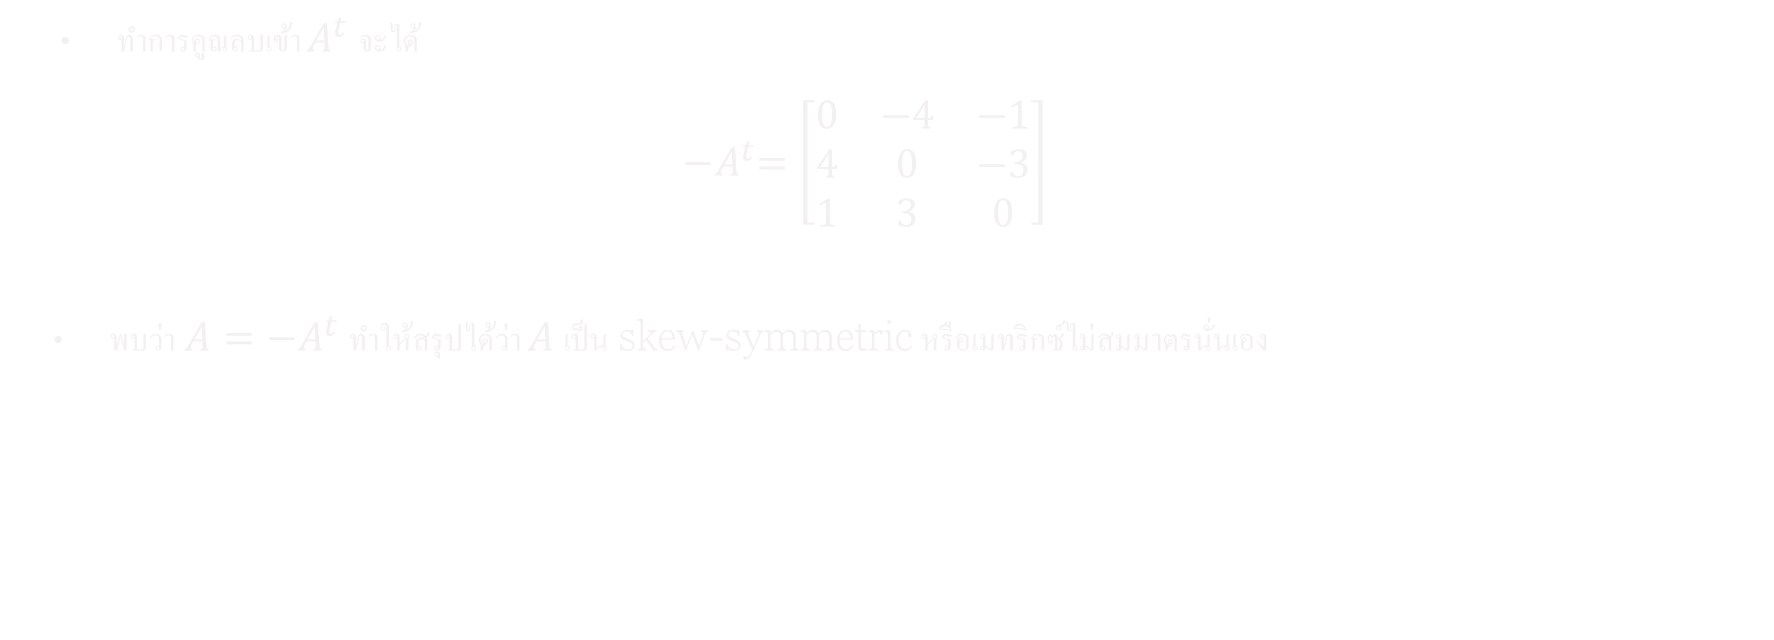 • ทำการคูณลบเข้า A^t จะได้
−A^t = [0 −4 −1
4 0 −3
1 3 0]
• พบว่า A = −A^t ทำให้สรุปได้ว่า A เป็น skew-symmetric หรือเมทริกซ์ไม่สมมาตรนั่นเอง